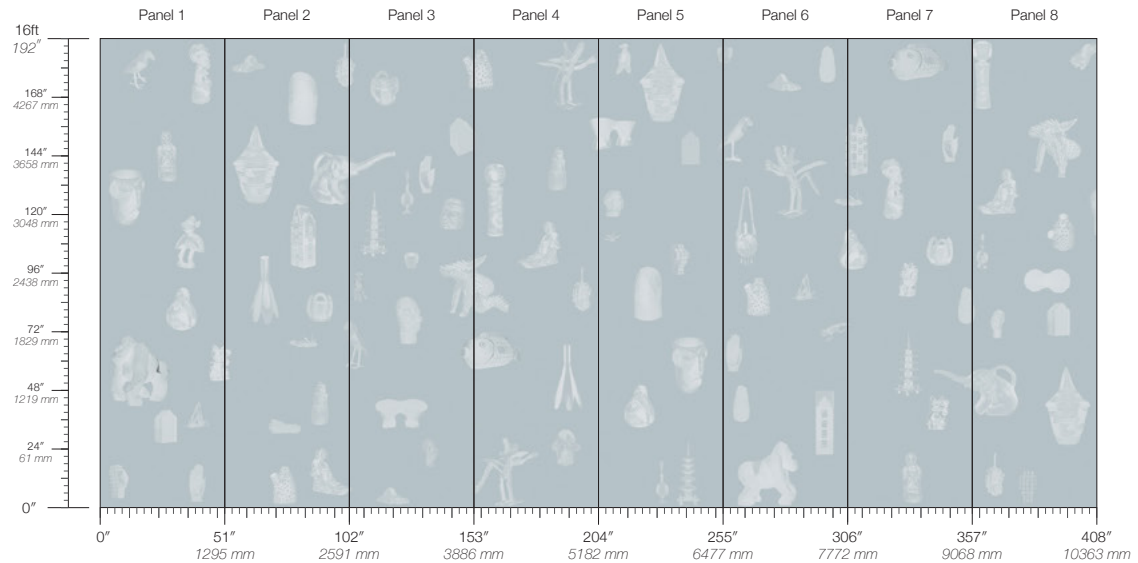 Panel 1 Panel 2 Panel 3 Panel 4 Panel 5 Panel 6 Panel 7 Panel 8
16ft
192″
168″
4267 mm
144″
3658 mm
120″
3048 mm
96″
2438 mm
72″
1829 mm
48″
1219 mm
24″
61 mm
0″
0″ 51″ 102″ 153″ 204″ 255″ 306″ 357″ 408″
1295 mm 2591 mm 3886 mm 5182 mm 6477 mm 7772 mm 9068 mm 10363 mm